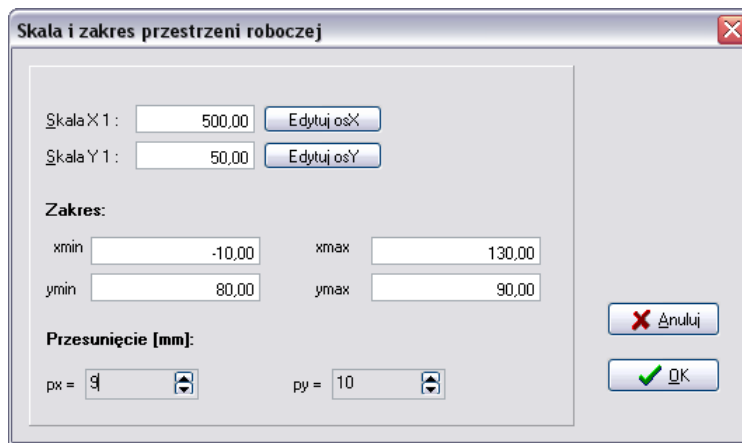 Skala i zakres przestrzeni roboczej
Skala X 1 : 500,00 Edytuj osX
Skala Y 1 : 50,00 Edytuj osY
Zakres:
xmin -10,00 xmax 130,00
ymin 80,00 ymax 90,00
Przesunięcie [mm]:
px = 9 py = 10
Anuluj
OK